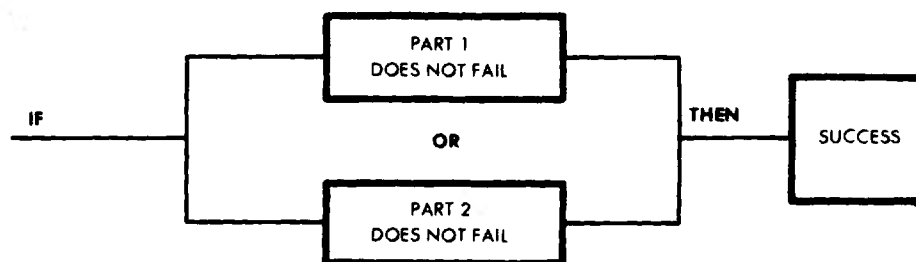 PART 1
DOES NOT FAIL
IF
OR
THEN
SUCCESS
PART 2
DOES NOT FAIL